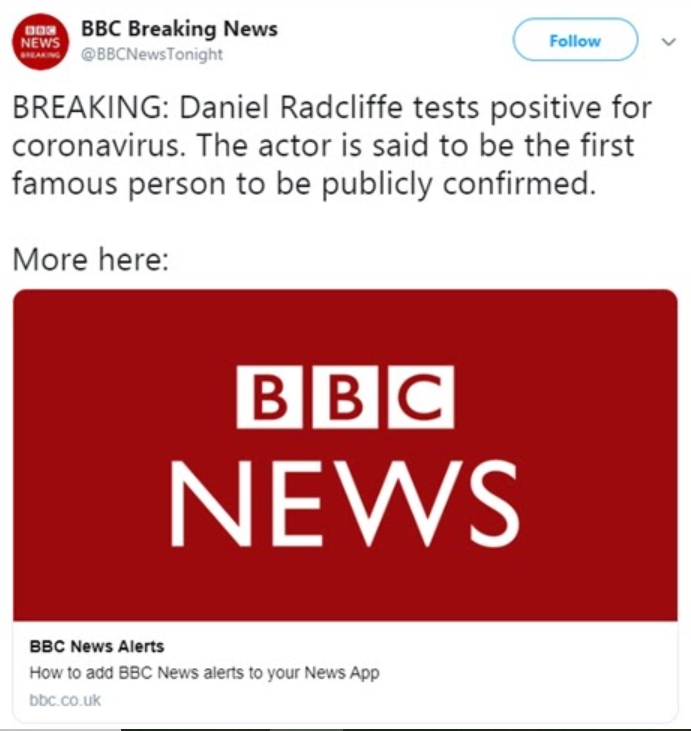 BBC
NEWS
BREAKING
BBC Breaking News
@BBCNewsTonight
Follow
BREAKING: Daniel Radcliffe tests positive for
coronavirus. The actor is said to be the first
famous person to be publicly confirmed.
More here:
BBC
NEWS
BBC News Alerts
How to add BBC News alerts to your News App
bbc.co.uk